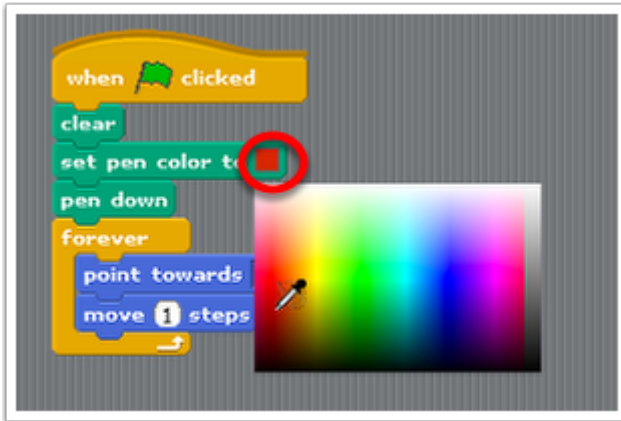 when clicked
clear
set pen color to
pen down
forever
point towards
move 1 steps